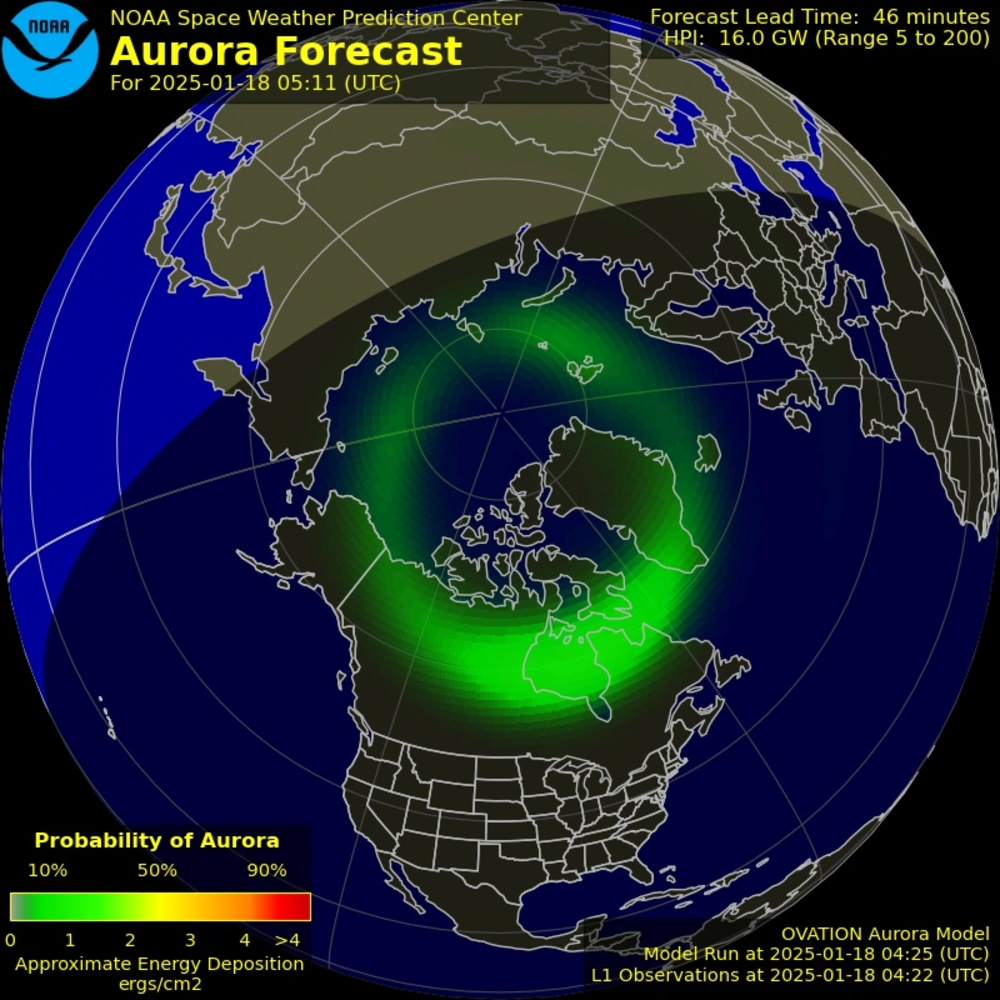 NOAA
NOAA Space Weather Prediction Center
Aurora Forecast
For 2025-01-18 05:11 (UTC)
Forecast Lead Time: 46 minutes
HPI: 16.0 GW (Range 5 to 200)
Probability of Aurora
10% 50% 90%
0 1 2 3 4 >4
Approximate Energy Deposition
ergs/cm2
OVATION Aurora Model
Model Run at 2025-01-18 04:25 (UTC)
L1 Observations at 2025-01-18 04:22 (UTC)